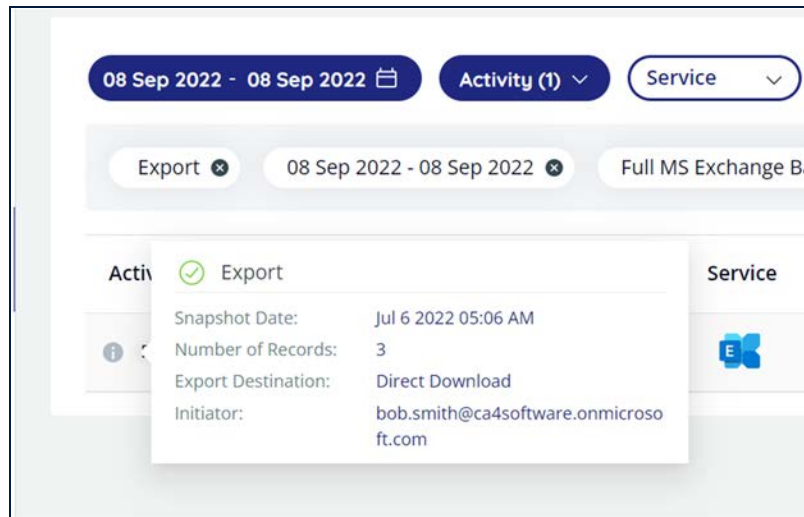 08 Sep 2022 - 08 Sep 2022
Activity (1)
Service
Export
08 Sep 2022 - 08 Sep 2022
Full MS Exchange
Export
Service
Snapshot Date: Jul 6 2022 05:06 AM
Number of Records: 3
E
Export Destination: Direct Download
Initiator: bob.smith@ca4software.onmicroso
ft.com